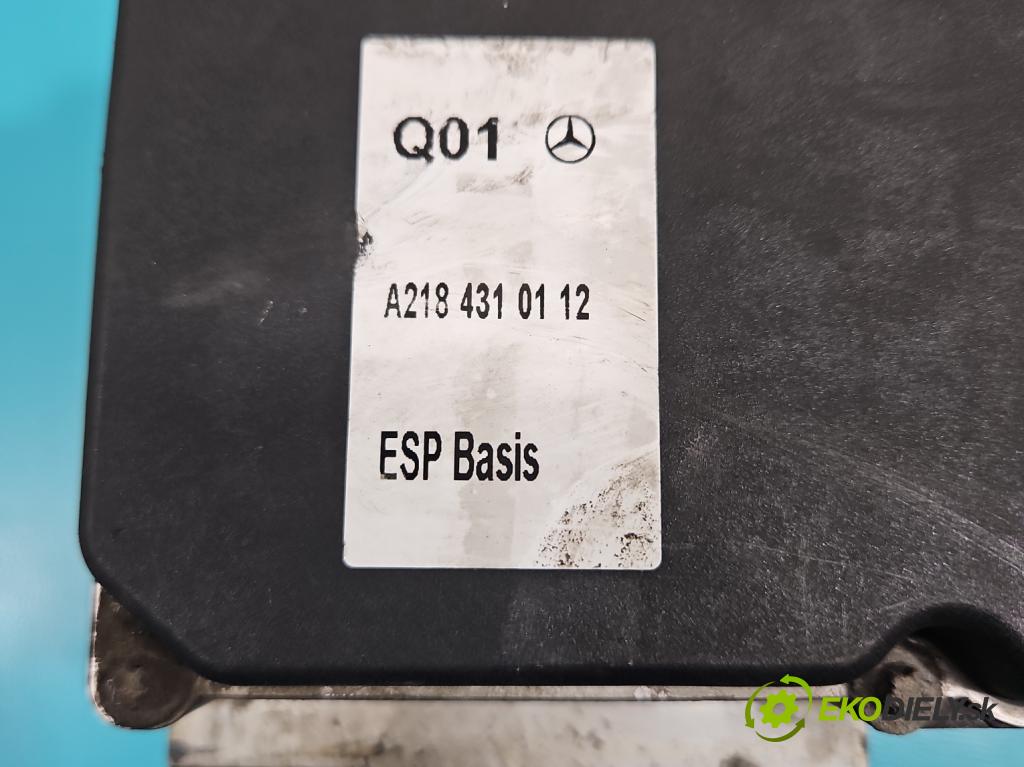 Q01
A218 431 01 12
ESP Basis
EKODIELY.sk